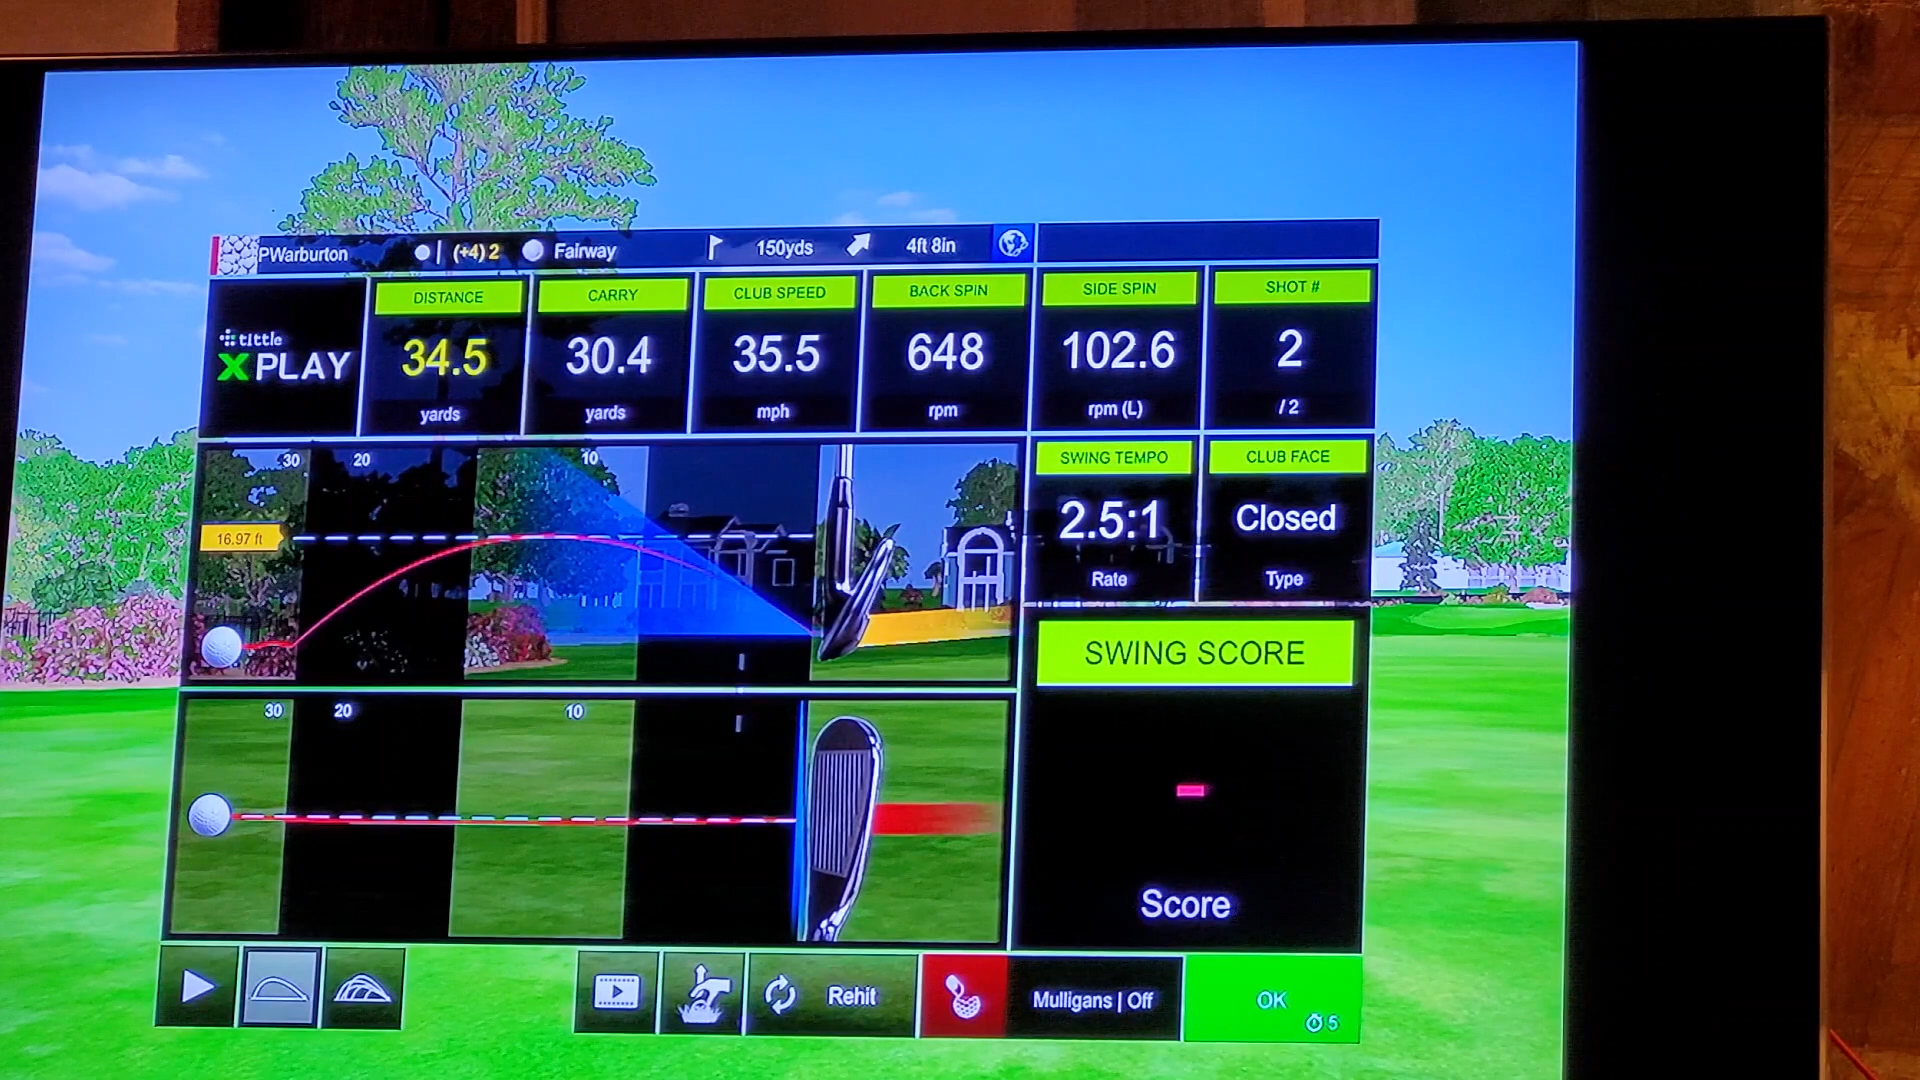 PWarburton (+4) 2 Fairway 150yds 4ft 8in
DISTANCE CARRY CLUB SPEED BACK SPIN SIDE SPIN SHOT #
tittle
X PLAY
34.5 30.4 35.5 648 102.6 2
yards yards mph rpm rpm (L) / 2
30 20 10
SWING TEMPO CLUB FACE
16.97 ft
2.5:1 Closed
Rate Type
SWING SCORE
30 20 10
-
Score
Rehit Mulligans | Off OK
5